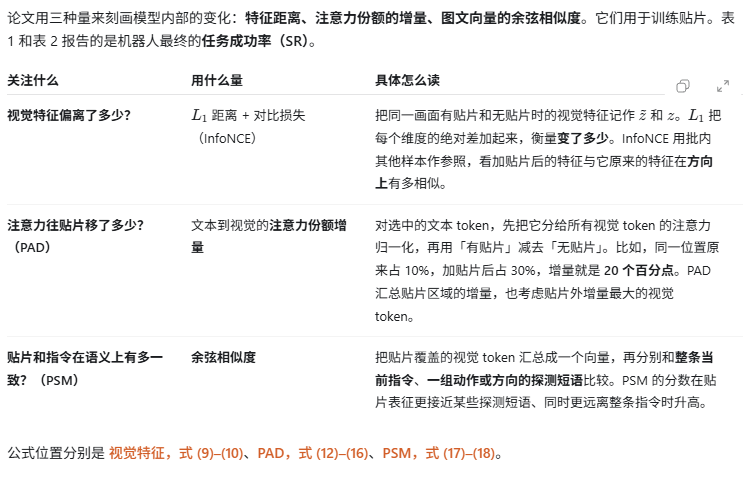 论文用三种量来刻画模型内部的变化：特征距离、注意力份额的增量、图文向量的余弦相似度。它们用于训练贴片。表
1 和表 2 报告的是机器人最终的任务成功率（SR）。
关注什么
用什么量
具体怎么读
视觉特征偏离了多少？
L₁ 距离 + 对比损失
（InfoNCE）
把同一画面有贴片和无贴片时的视觉特征记作 z̃ 和 z。L₁ 把
每个维度的绝对差加起来，衡量变了多少。InfoNCE 用批内
其他样本作参照，看加贴片后的特征与它原来的特征在方向
上有多相似。
注意力往贴片移了多少？
（PAD）
文本到视觉的注意力份额增
量
对选中的文本 token，先把它分给所有视觉 token 的注意力
归一化，再用「有贴片」减去「无贴片」。比如，同一位置原
来占 10%，加贴片后占 30%，增量就是 20 个百分点。PAD
汇总贴片区域的增量，也考虑贴片外增量最大的视觉
token。
贴片和指令在语义上有多一
致？（PSM）
余弦相似度
把贴片覆盖的视觉 token 汇总成一个向量，再分别和整条当
前指令、一组动作或方向的探测短语比较。PSM 的分数在贴
片表征更接近某些探测短语、同时更远离整条指令时升高。
公式位置分别是 视觉特征，式 (9)–(10)、PAD，式 (12)–(16)、PSM，式 (17)–(18)。